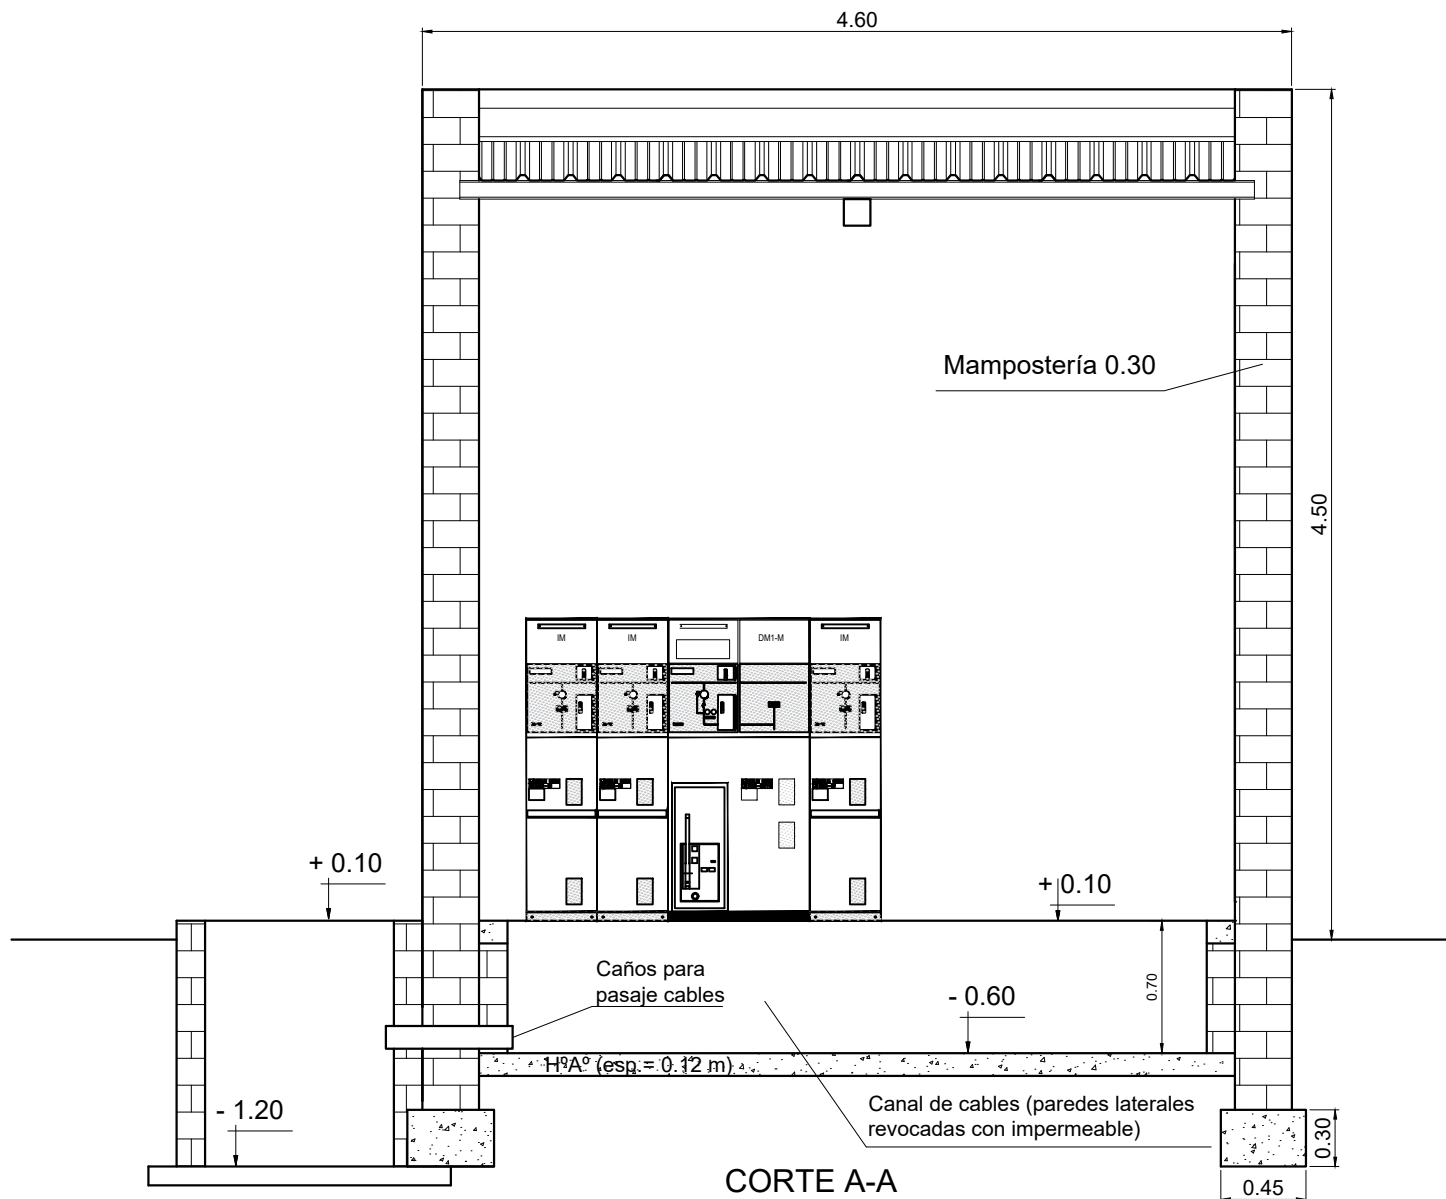 4.60
Mampostería 0.30
4.50
IM
IM
DM1-M
IM
+ 0.10
+ 0.10
Caños para
pasaje cables
- 0.60
0.70
HºAº (esp.= 0.12 m)
- 1.20
Canal de cables (paredes laterales
revocadas con impermeable)
0.30
CORTE A-A
0.45